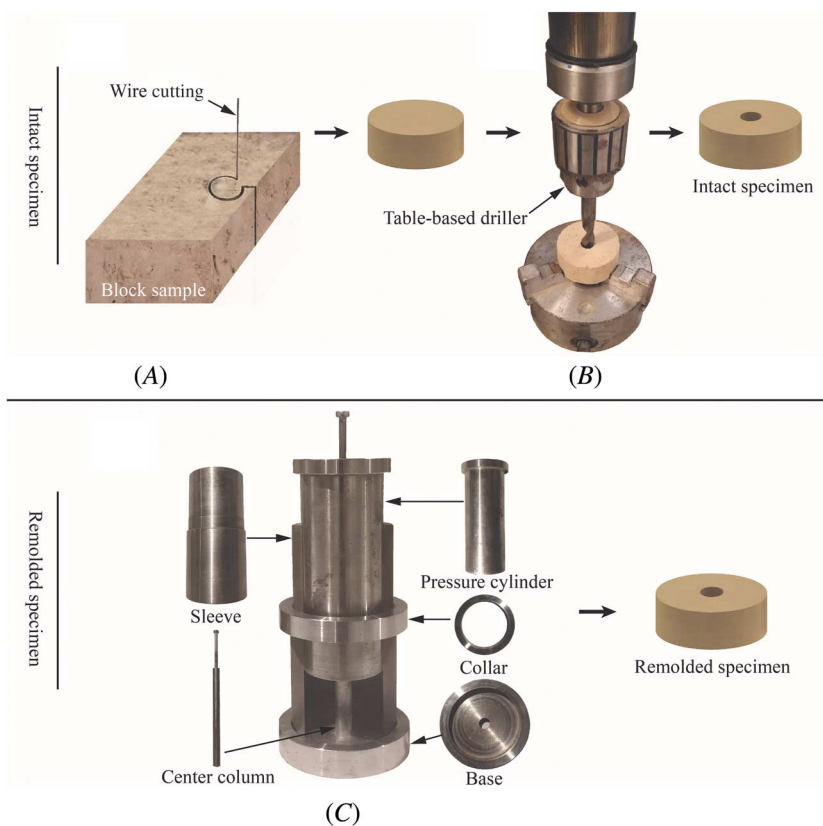 Intact specimen
Wire cutting
Block sample
Table-based driller
Intact specimen
(A)
(B)
Remolded specimen
Sleeve
Center column
Pressure cylinder
Collar
Base
Remolded specimen
(C)